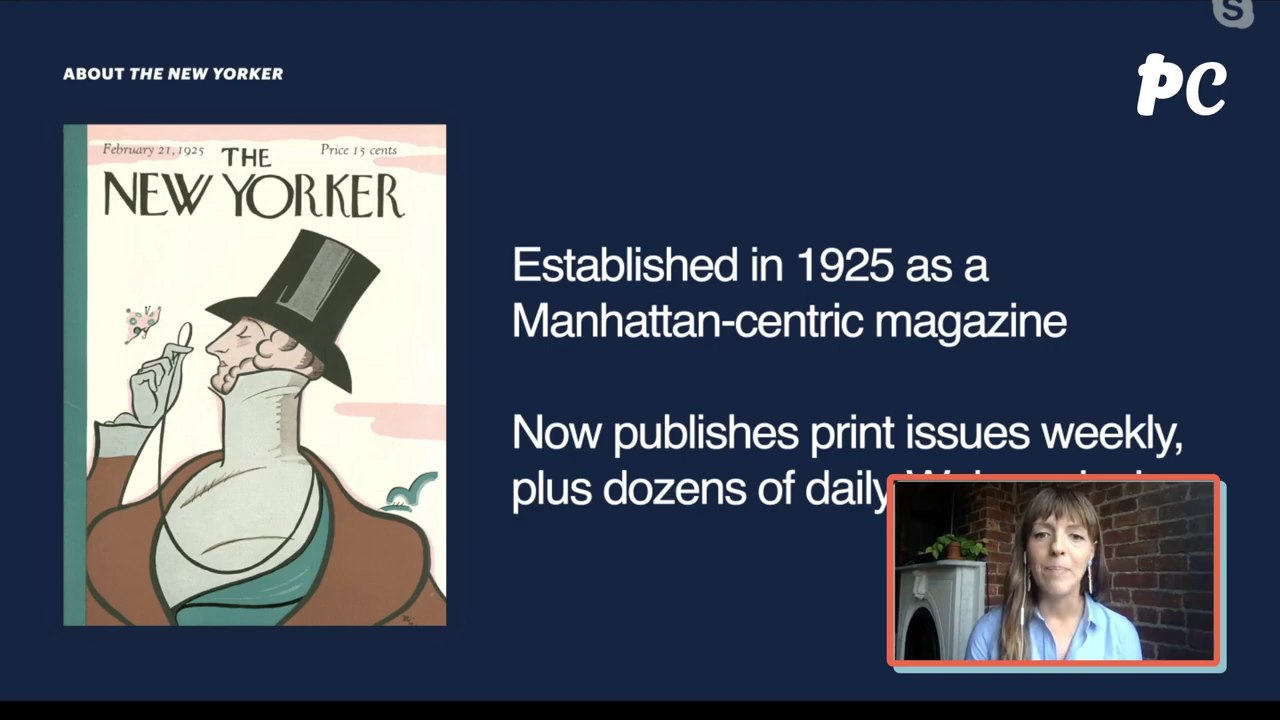 S
ABOUT THE NEW YORKER
PC
February 21, 1925
Price 15 cents
THE
NEW YORKER
Established in 1925 as a
Manhattan-centric magazine
Now publishes print issues weekly,
plus dozens of daily